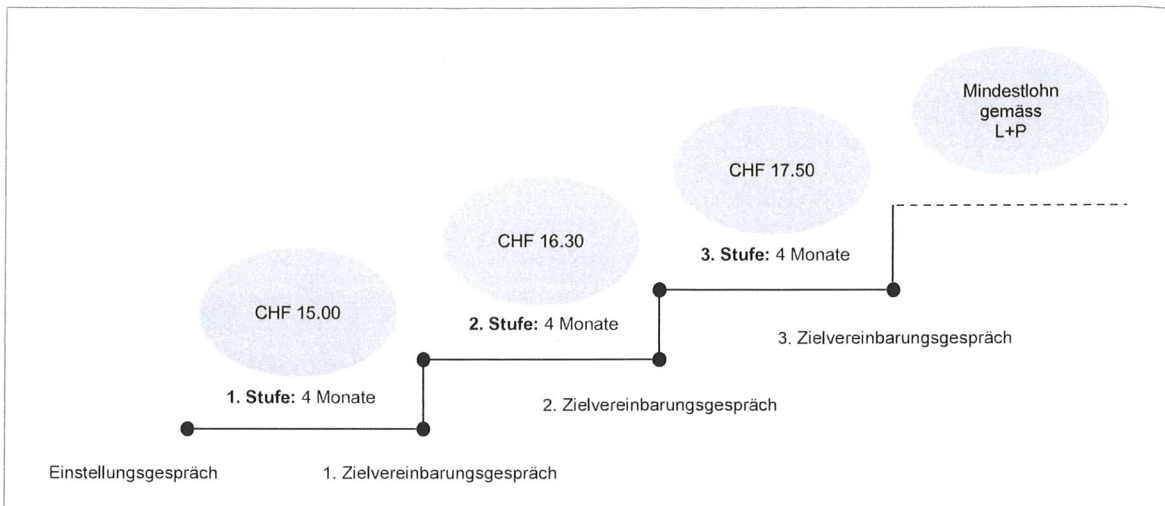 Mindestlohn
gemäss
L+P
CHF 17.50
3. Stufe: 4 Monate
CHF 16.30
2. Stufe: 4 Monate
3. Zielvereinbarungsgespräch
CHF 15.00
1. Stufe: 4 Monate
2. Zielvereinbarungsgespräch
Einstellungsgespräch
1. Zielvereinbarungsgespräch